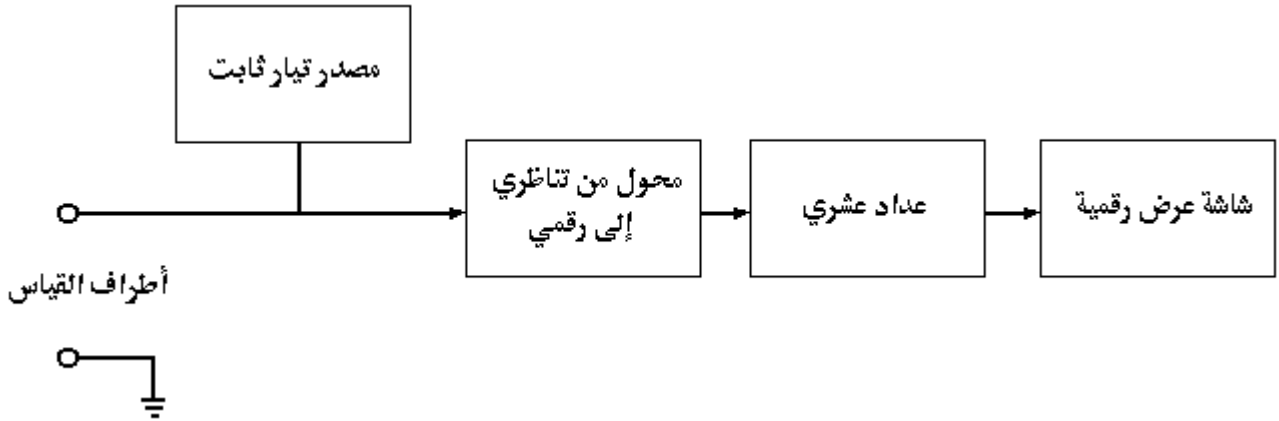 مصدر تيار ثابت
محول من تناظري
إلى رقمي
عداد عشري
شاشة عرض رقمية
أطراف القياس